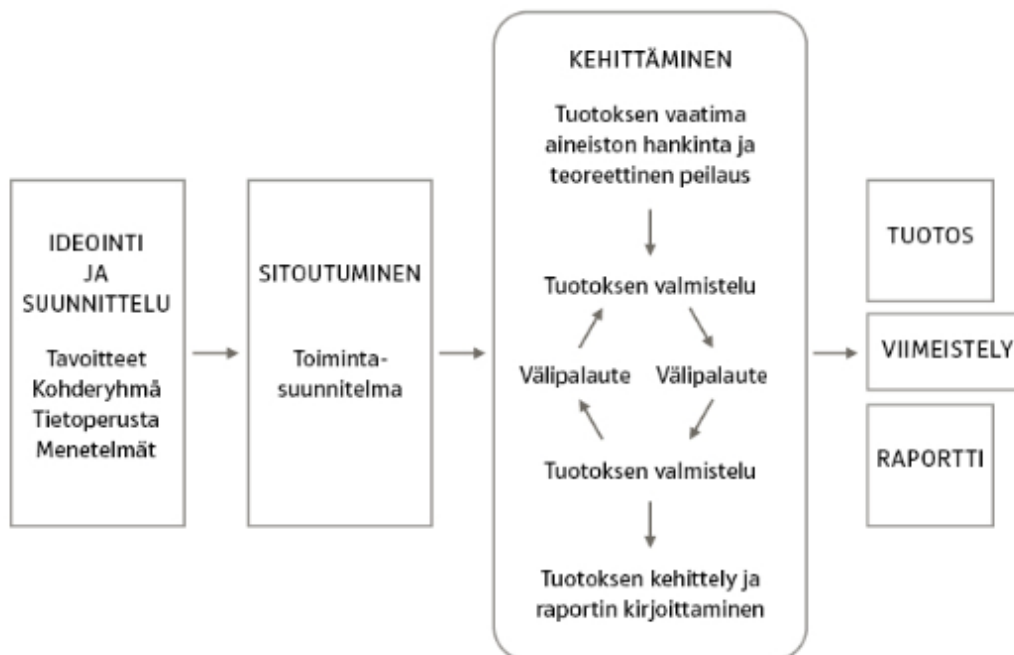 IDEOINTI
JA
SUUNNITTELU
Tavoitteet
Kohderyhmä
Tietoperusta
Menetelmät
SITOUTUMINEN
Toiminta-
suunnitelma
KEHITTÄMINEN
Tuotoksen vaatima
aineiston hankinta ja
teoreettinen peilaus
Tuotoksen valmistelu
Välipalaute
Välipalaute
Tuotoksen valmistelu
Tuotoksen kehittely ja
raportin kirjoittaminen
TUOTOS
VIIMEISTELY
RAPORTTI